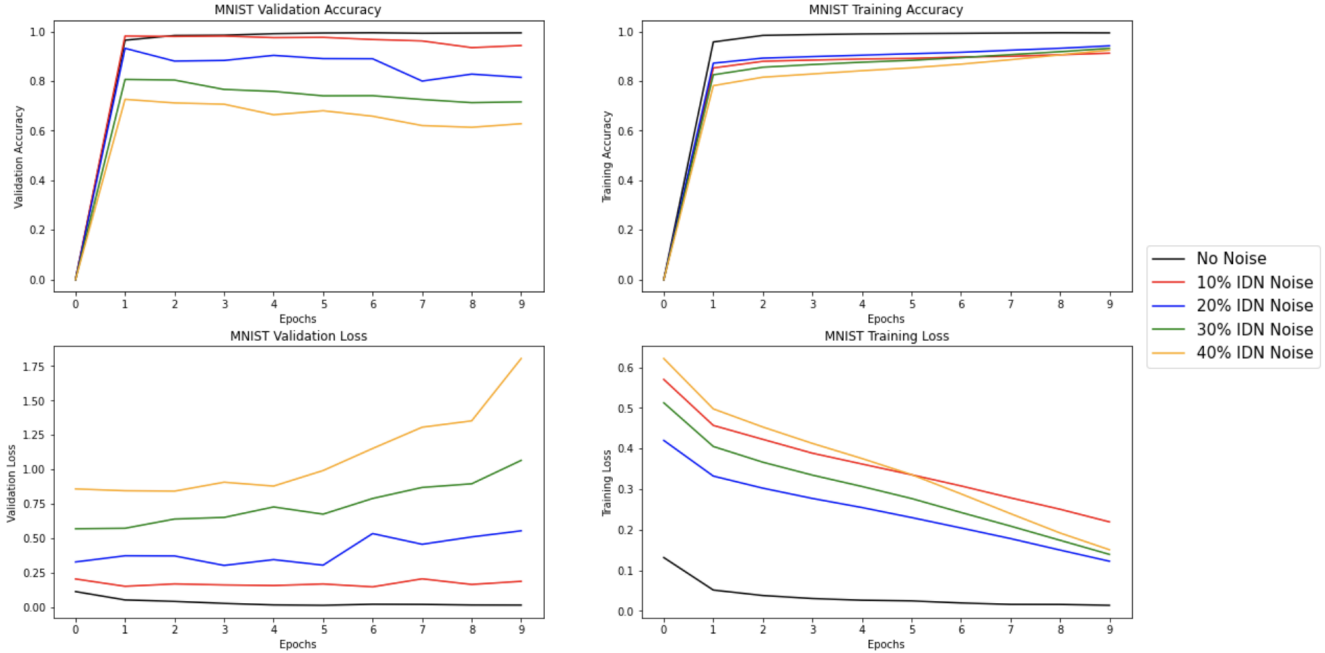 MNIST Validation Accuracy
Validation Accuracy
1.0
0.8
0.6
0.4
0.2
0.0
0 1 2 3 4 5 6 7 8 9
Epochs
MNIST Training Accuracy
Training Accuracy
1.0
0.8
0.6
0.4
0.2
0.0
0 1 2 3 4 5 6 7 8 9
Epochs
No Noise
10% IDN Noise
20% IDN Noise
30% IDN Noise
40% IDN Noise
MNIST Validation Loss
Validation Loss
1.75
1.50
1.25
1.00
0.75
0.50
0.25
0.00
0 1 2 3 4 5 6 7 8 9
Epochs
MNIST Training Loss
Training Loss
0.6
0.5
0.4
0.3
0.2
0.1
0.0
0 1 2 3 4 5 6 7 8 9
Epochs